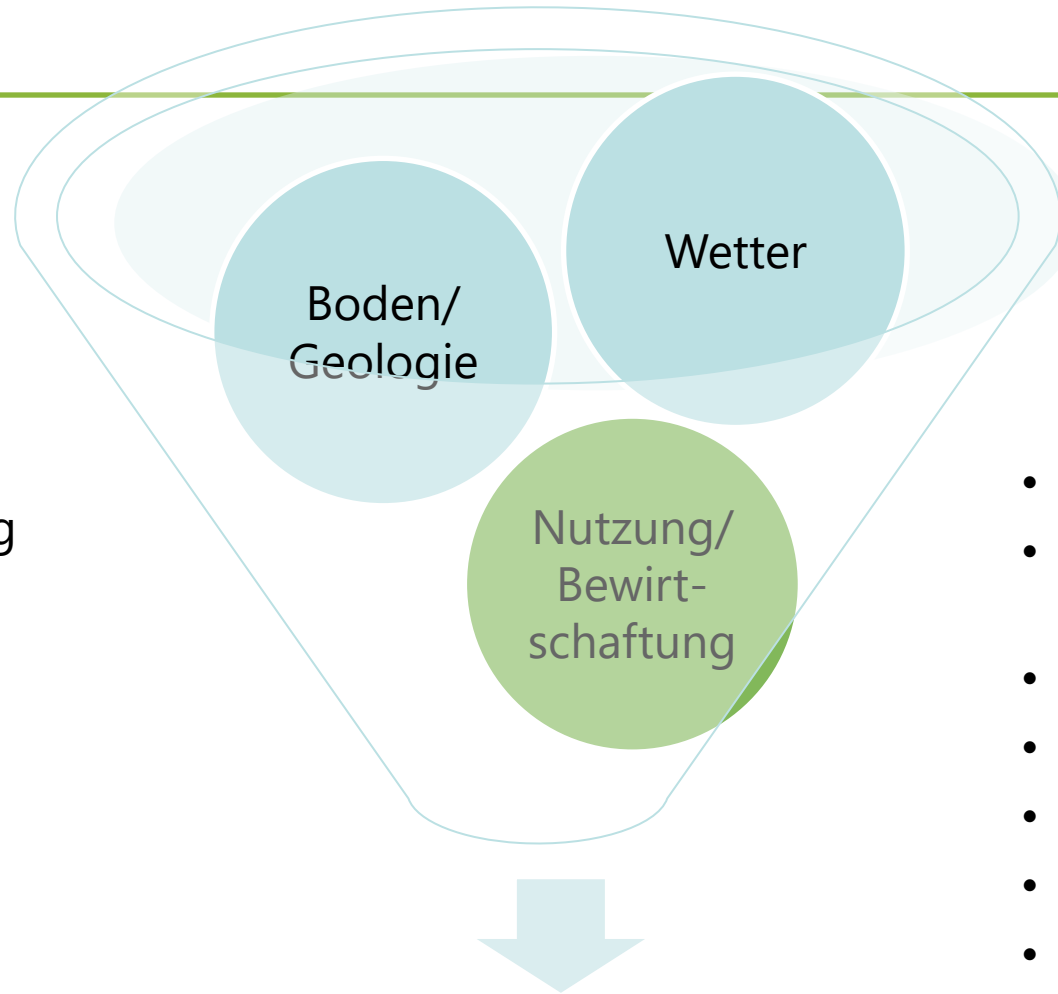 Wetter
Boden/
Geologie
Nutzung/
Bewirt-
schaftung
g
•
•
•
•
•
•
•